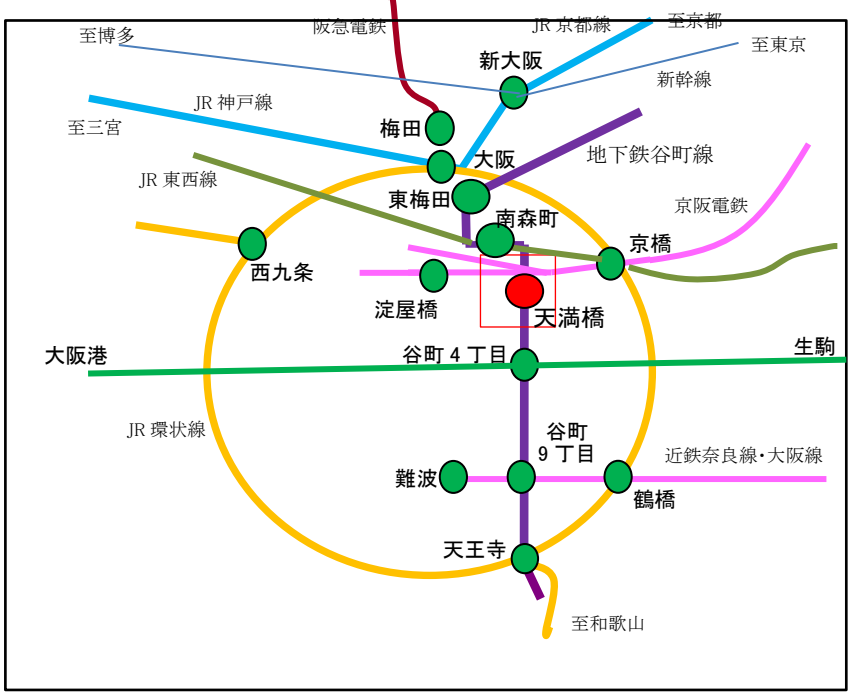 阪急電鉄
JR 京都線
至京都
至博多
至東京
新大阪
新幹線
JR 神戸線
至三宮
梅田
大阪
地下鉄谷町線
JR 東西線
東梅田
南森町
京阪電鉄
京橋
西九条
淀屋橋
天満橋
大阪港
谷町4丁目
生駒
JR 環状線
谷町
9丁目
近鉄奈良線・大阪線
難波
鶴橋
天王寺
至和歌山